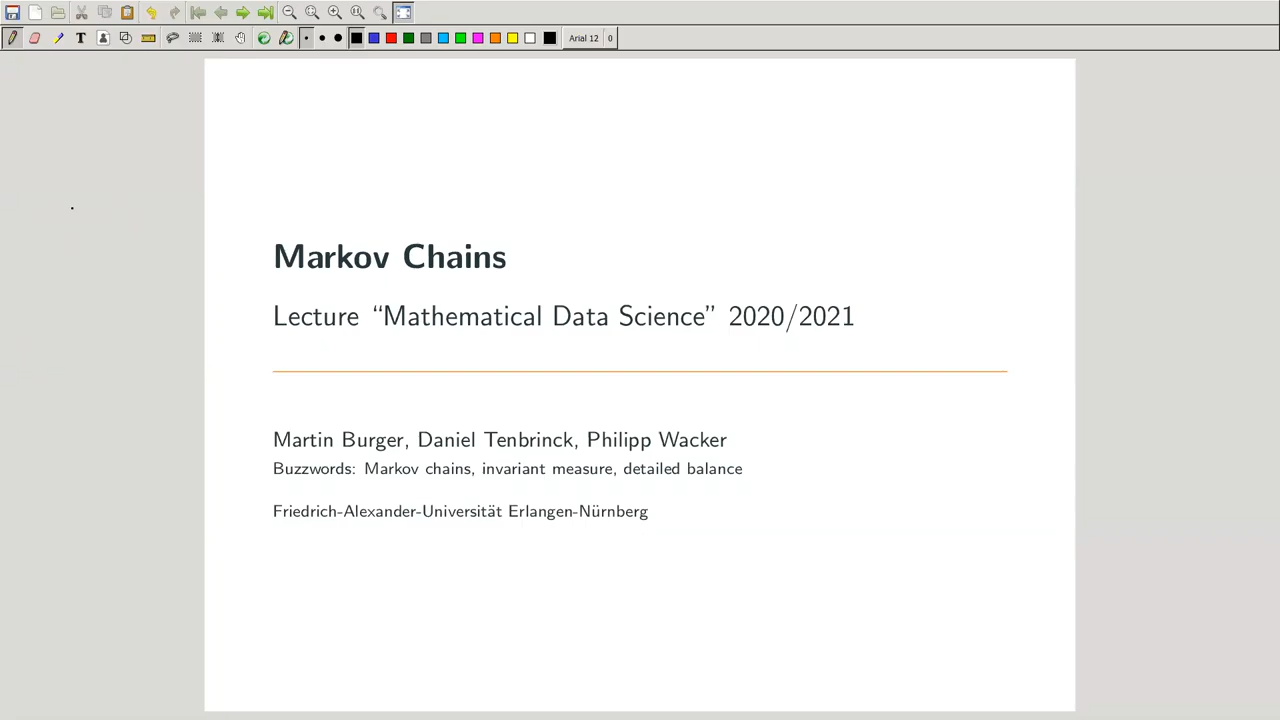 T
Arial 12 0
Markov Chains
Lecture “Mathematical Data Science” 2020/2021
Martin Burger, Daniel Tenbrinck, Philipp Wacker
Buzzwords: Markov chains, invariant measure, detailed balance
Friedrich-Alexander-Universität Erlangen-Nürnberg